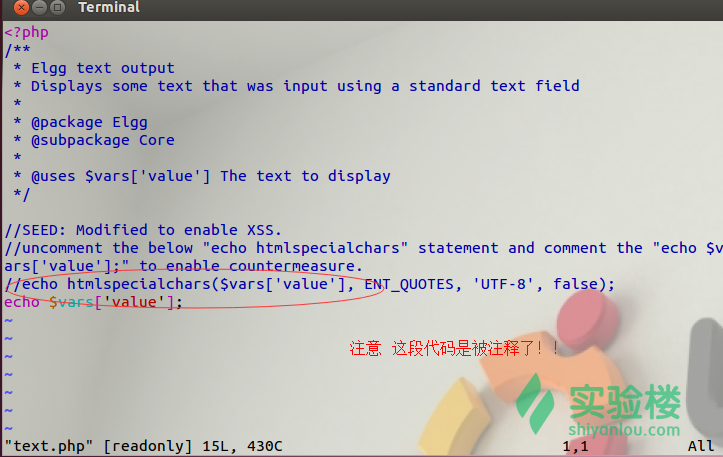 Terminal
<?php
/**
 * Elgg text output
 * Displays some text that was input using a standard text field
 *
 * @package Elgg
 * @subpackage Core
 *
 * @uses $vars['value'] The text to display
 */
//SEED: Modified to enable XSS.
//uncomment the below "echo htmlspecialchars" statement and comment the "echo $v
ars['value'];" to enable countermeasure.
//echo htmlspecialchars($vars['value'], ENT_QUOTES, 'UTF-8', false);
echo $vars['value'];
~
~
注意 这段代码是被注释了！！
~
~
~
~
~
实验楼
shiyanlou.com
"text.php" [readonly] 15L, 430C 1,1 All